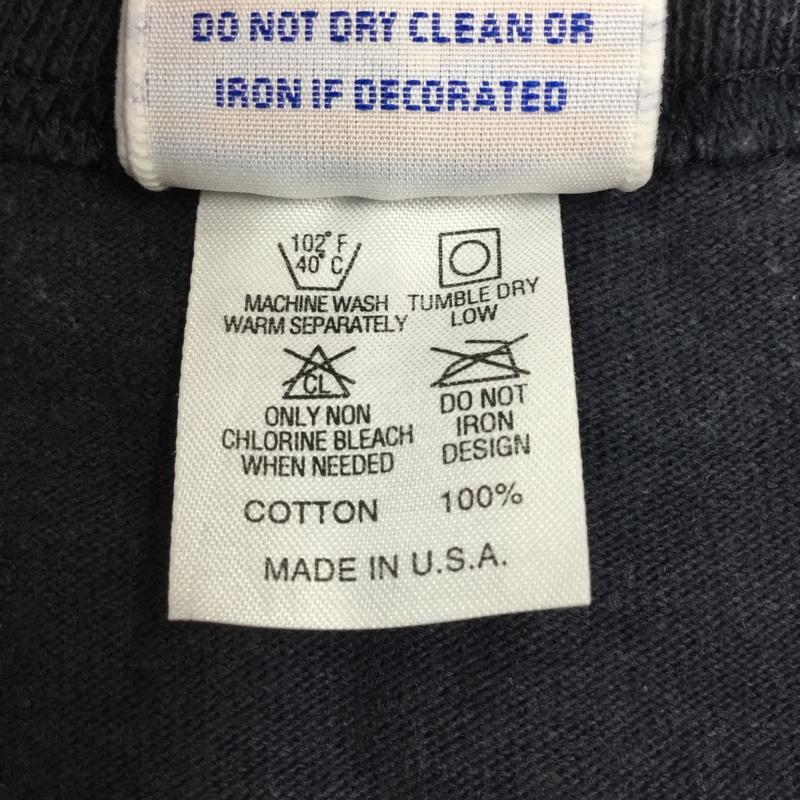 DO NOT DRY CLEAN OR
IRON IF DECORATED
102° F
40° C
MACHINE WASH
WARM SEPARATELY
TUMBLE DRY
LOW
CL
ONLY NON
CHLORINE BLEACH
WHEN NEEDED
DO NOT
IRON
DESIGN
COTTON 100%
MADE IN U.S.A.